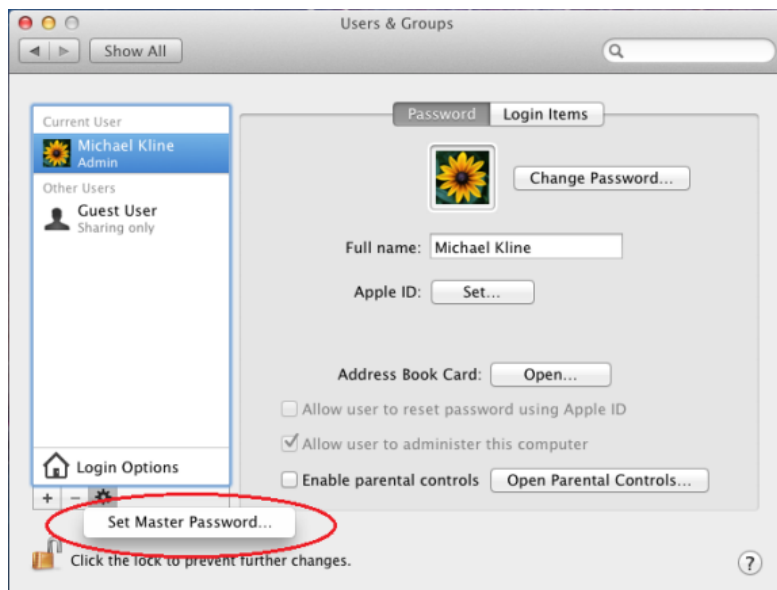 Users & Groups
Show All
Current User
Michael Kline
Admin
Other Users
Guest User
Sharing only
Login Options
+ −
Set Master Password...
Click the lock to prevent further changes.
Password Login Items
Change Password...
Full name: Michael Kline
Apple ID: Set...
Address Book Card: Open...
Allow user to reset password using Apple ID
Allow user to administer this computer
Enable parental controls Open Parental Controls...
?